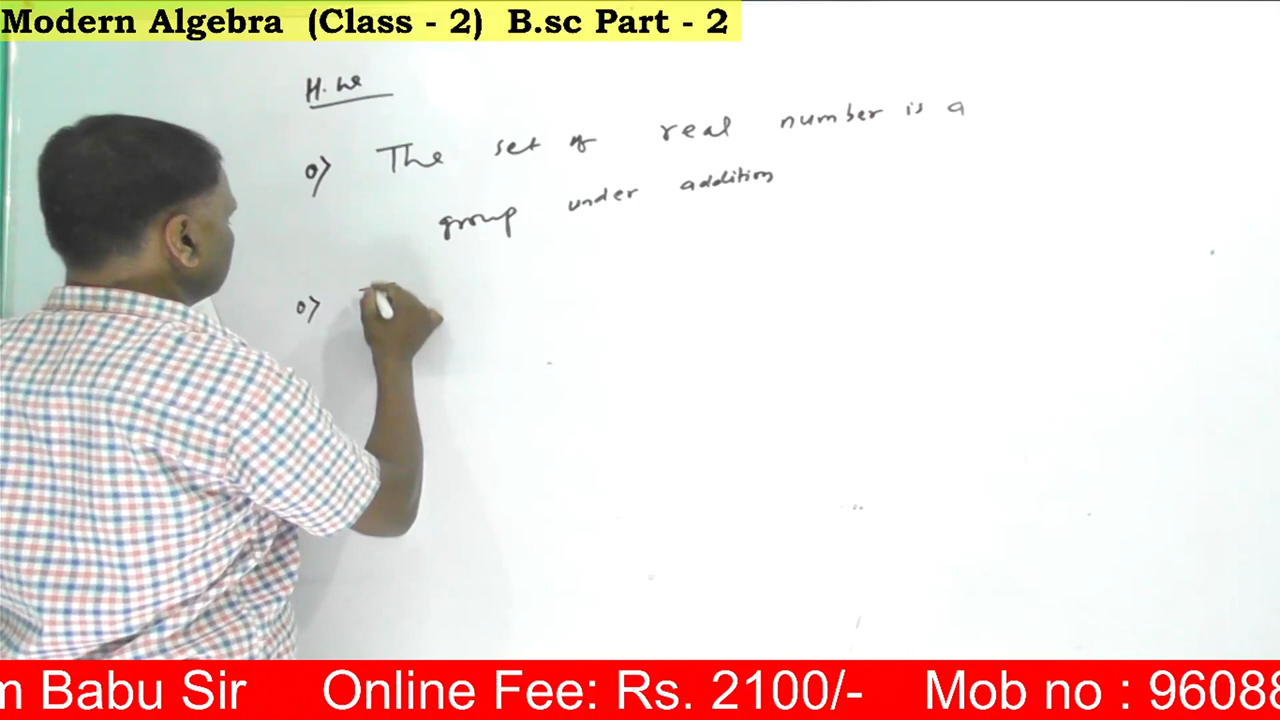 Modern Algebra (Class - 2) B.sc Part - 2
H.w
Q) The set of real number is a
group under addition
Q)
m Babu Sir Online Fee: Rs. 2100/- Mob no : 96088